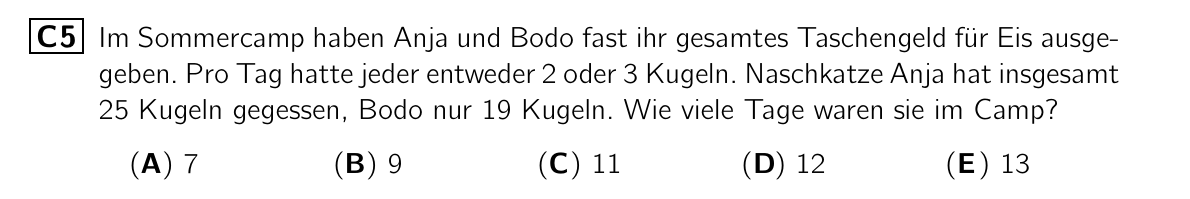 C5 Im Sommercamp haben Anja und Bodo fast ihr gesamtes Taschengeld für Eis ausge-
geben. Pro Tag hatte jeder entweder 2 oder 3 Kugeln. Naschkatze Anja hat insgesamt
25 Kugeln gegessen, Bodo nur 19 Kugeln. Wie viele Tage waren sie im Camp?
(A) 7 (B) 9 (C) 11 (D) 12 (E) 13